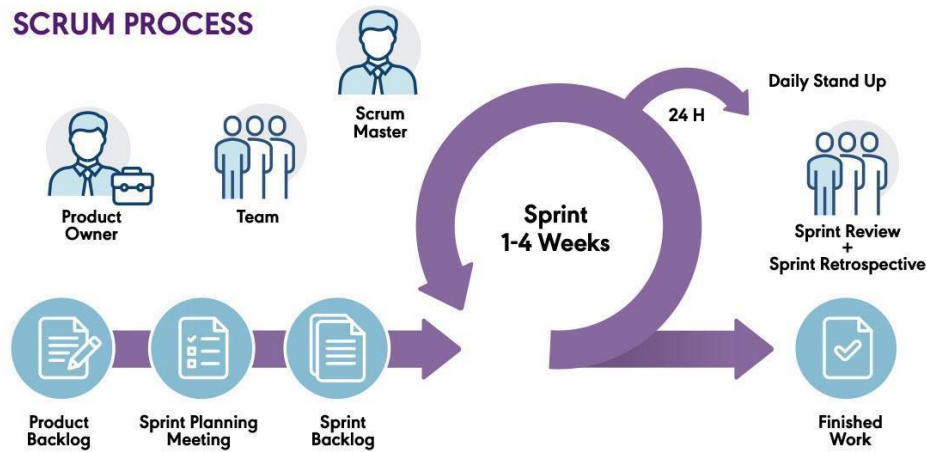 SCRUM PROCESS
Scrum
Master
Product
Owner
Team
Daily Stand Up
24 H
Sprint
1-4 Weeks
Sprint Review
+
Sprint Retrospective
Product
Backlog
Sprint Planning
Meeting
Sprint
Backlog
Finished
Work